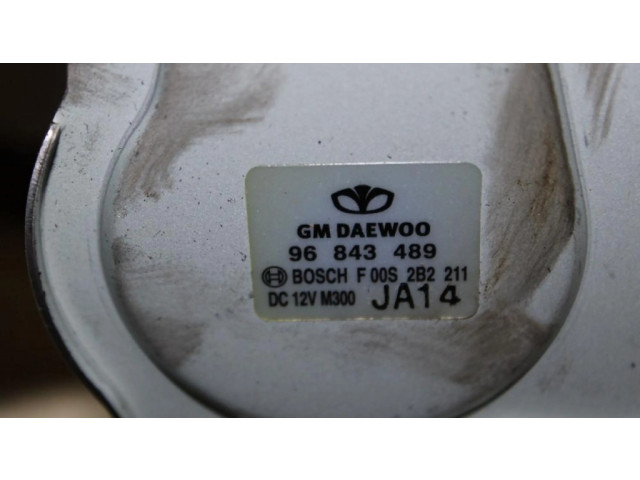 GM DAEWOO
96 843 489
BOSCH F 00S 2B2 211
DC 12V M300 JA14